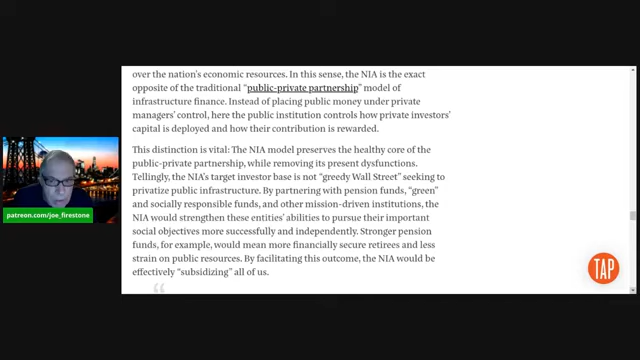 over the nation's economic resources. In this sense, the NIA is the exact
opposite of the traditional “public-private partnership” model of
infrastructure finance. Instead of placing public money under private
managers' control, here the public institution controls how private investors'
capital is deployed and how their contribution is rewarded.
This distinction is vital: The NIA model preserves the healthy core of the
public-private partnership, while removing its present dysfunctions.
Tellingly, the NIA's target investor base is not “greedy Wall Street” seeking to
privatize public infrastructure. By partnering with pension funds, “green”
and socially responsible funds, and other mission-driven institutions, the
NIA would strengthen these entities' abilities to pursue their important
social objectives more successfully and independently. Stronger pension
funds, for example, would mean more financially secure retirees and less
strain on public resources. By facilitating this outcome, the NIA would be
effectively “subsidizing” all of us.
“
patreon.com/joe_firestone
TAP